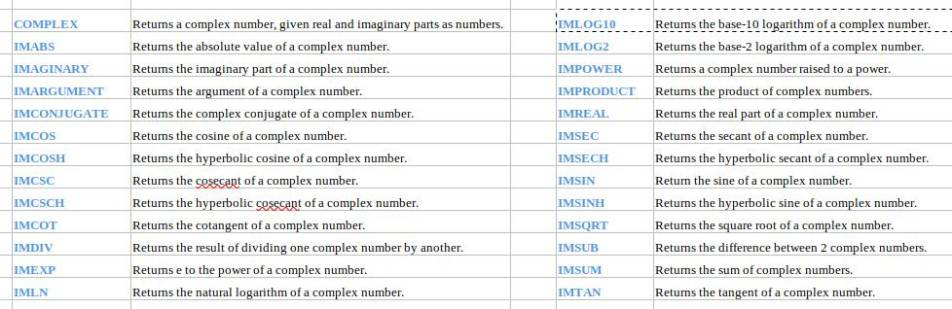 COMPLEX Returns a complex number, given real and imaginary parts as numbers.
IMABS Returns the absolute value of a complex number.
IMAGINARY Returns the imaginary part of a complex number.
IMARGUMENT Returns the argument of a complex number.
IMCONJUGATE Returns the complex conjugate of a complex number.
IMCOS Returns the cosine of a complex number.
IMCOSH Returns the hyperbolic cosine of a complex number.
IMCSC Returns the cosecant of a complex number.
IMCSCH Returns the hyperbolic cosecant of a complex number.
IMCOT Returns the cotangent of a complex number.
IMDIV Returns the result of dividing one complex number by another.
IMEXP Returns e to the power of a complex number.
IMLN Returns the natural logarithm of a complex number.
IMLOG10 Returns the base-10 logarithm of a complex number.
IMLOG2 Returns the base-2 logarithm of a complex number.
IMPOWER Returns a complex number raised to a power.
IMPRODUCT Returns the product of complex numbers.
IMREAL Returns the real part of a complex number.
IMSEC Returns the secant of a complex number.
IMSECH Returns the hyperbolic secant of a complex number.
IMSIN Return the sine of a complex number.
IMSINH Returns the hyperbolic sine of a complex number.
IMSQRT Returns the square root of a complex number.
IMSUB Returns the difference between 2 complex numbers.
IMSUM Returns the sum of complex numbers.
IMTAN Returns the tangent of a complex number.